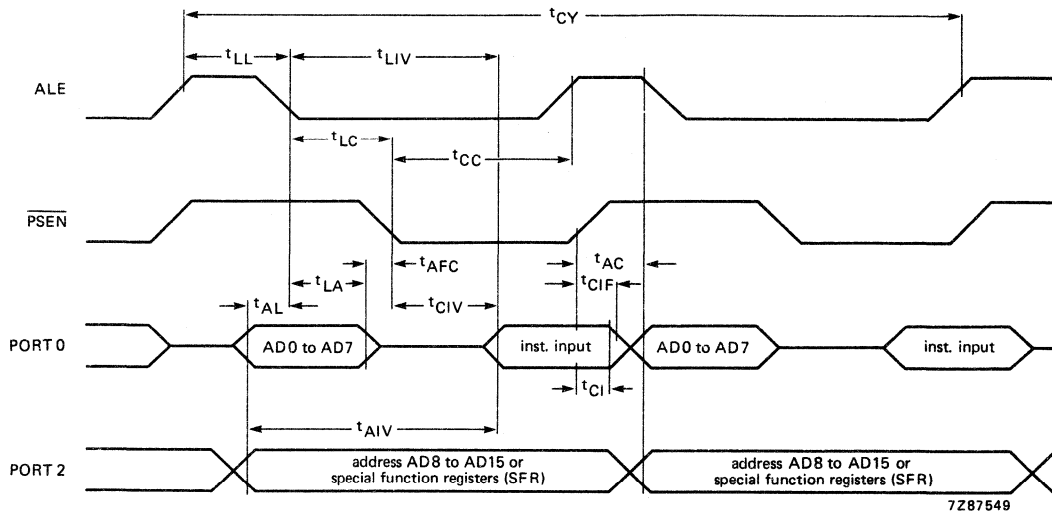 tCY
tLL
tLIV
ALE
tLC
tCC
PSEN
tAFC
tAC
tLA
tCIF
tAL
tCIV
PORT 0
AD0 to AD7
inst. input
AD0 to AD7
inst. input
tCI
tAIV
PORT 2
address AD8 to AD15 or
special function registers (SFR)
address AD8 to AD15 or
special function registers (SFR)
7Z87549